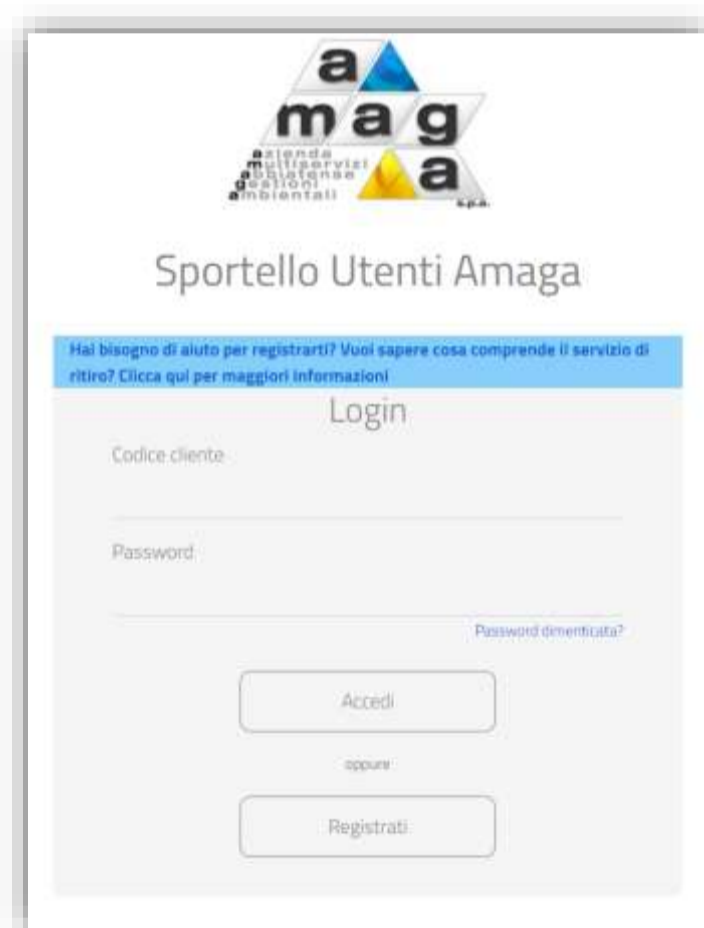 a
m a g
azienda
multiservizi
abbiatense
gestioni
ambientali
a
s.p.a.
Sportello Utenti Amaga
Hai bisogno di aiuto per registrarti? Vuoi sapere cosa comprende il servizio di
ritiro? Clicca qui per maggiori informazioni
Login
Codice cliente
Password
Password dimenticata?
Accedi
oppure
Registrati